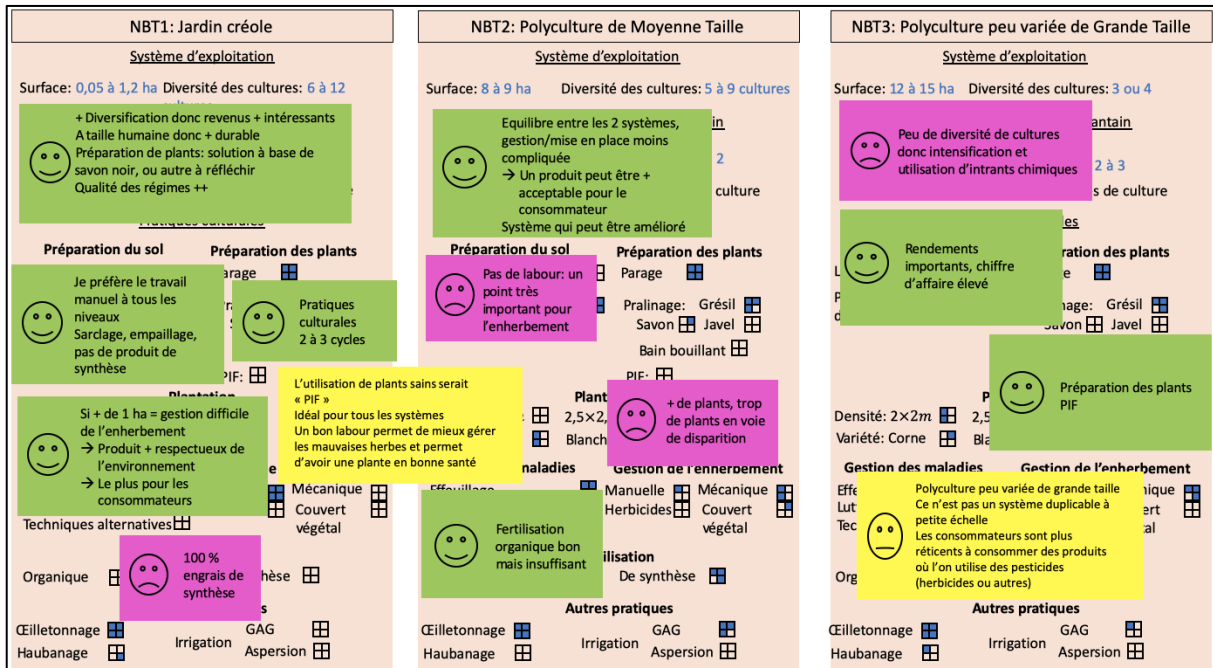 NBT1: Jardin créole
Système d'exploitation
Surface: 0,05 à 1,2 ha Diversité des cultures: 6 à 12
+ Diversification donc revenus + intéressants
A taille humaine donc + durable
Préparation de plants: solution à base de
savon noir, ou autre à réfléchir
Qualité des régimes ++
Pratiques culturales
Préparation du sol
Préparation des plants
Parage
Je préfère le travail
manuel à tous les
niveaux
Sarclage, empaillage,
pas de produit de
synthèse
Pratiques
culturales
2 à 3 cycles
PIF:
Plantation
L'utilisation de plants sains serait
« PIF »
Idéal pour tous les systèmes
Un bon labour permet de mieux gérer
les mauvaises herbes et permet
d'avoir une plante en bonne santé
Si + de 1 ha = gestion difficile
de l'enherbement
→ Produit + respectueux de
l'environnement
→ Le plus pour les
consommateurs
Mécanique
Couvert
végétal
Techniques alternatives
100 %
engrais de
synthèse
Organique
Œilletonnage
Haubanage
Irrigation
GAG
Aspersion
NBT2: Polyculture de Moyenne Taille
Système d'exploitation
Surface: 8 à 9 ha Diversité des cultures: 5 à 9 cultures
Equilibre entre les 2 systèmes,
gestion/mise en place moins
compliquée
→ Un produit peut être +
acceptable pour le
consommateur
Système qui peut être amélioré
2
culture
Préparation du sol
Préparation des plants
Pas de labour: un
point très
important pour
l'enherbement
Parage
Pralinage: Grésil
Savon Javel
Bain bouillant
PIF:
+ de plants, trop
de plants en voie
de disparition
Gestion de l'enherbement
Effeuillage
Manuelle Mécanique
Herbicides Couvert
végétal
Fertilisation
organique bon
mais insuffisant
De synthèse
Autres pratiques
Œilletonnage
Haubanage
Irrigation
GAG
Aspersion
NBT3: Polyculture peu variée de Grande Taille
Système d'exploitation
Surface: 12 à 15 ha Diversité des cultures: 3 ou 4
Peu de diversité de cultures
donc intensification et
utilisation d'intrants chimiques
2 à 3
de culture
Rendements
importants, chiffre
d'affaire élevé
Pralinage: Grésil
Savon Javel
Préparation des plants
PIF
Densité: 2×2m
Variété: Corne
Gestion des maladies
Gestion de l'enherbement
Polyculture peu variée de grande taille
Ce n'est pas un système duplicable à
petite échelle
Les consommateurs sont plus
réticents à consommer des produits
où l'on utilise des pesticides
(herbicides ou autres)
Autres pratiques
Œilletonnage
Haubanage
Irrigation
GAG
Aspersion